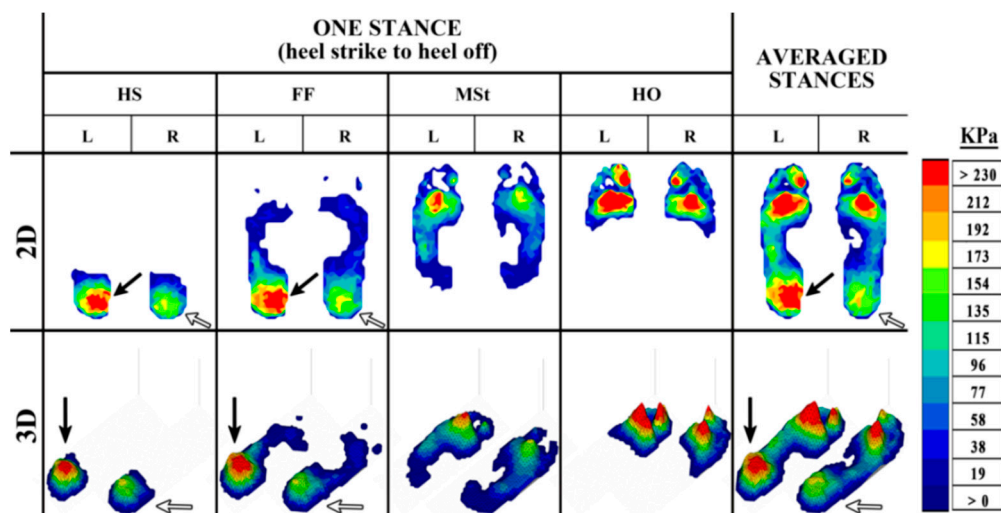 ONE STANCE
(heel strike to heel off)
AVERAGED
STANCES
HS
FF
MSt
HO
L
R
L
R
L
R
L
R
L
R
KPa
2D
3D
> 230
212
192
173
154
135
115
96
77
58
38
19
> 0